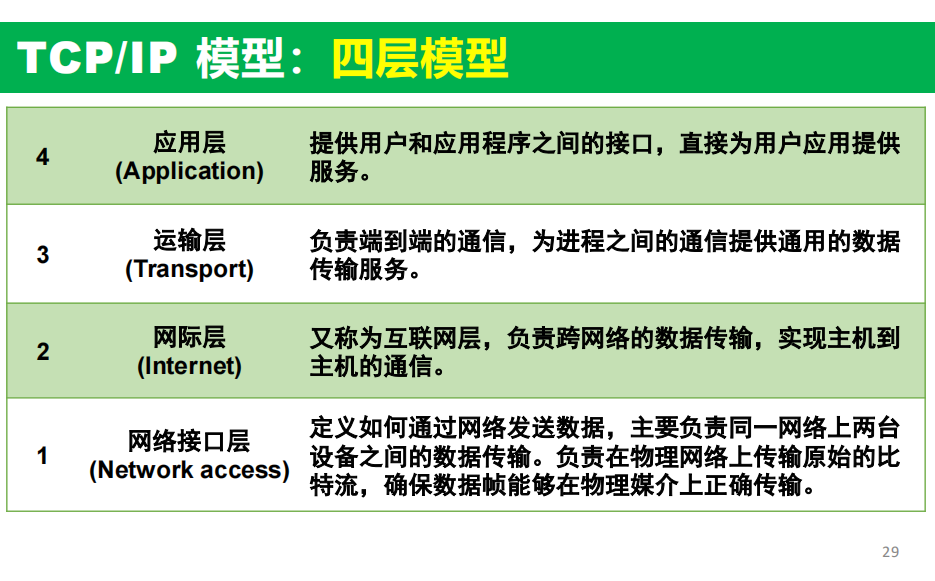 TCP/IP 模型：四层模型
4
应用层
(Application)
提供用户和应用程序之间的接口，直接为用户应用提供
服务。
3
运输层
(Transport)
负责端到端的通信，为进程之间的通信提供通用的数据
传输服务。
2
网际层
(Internet)
又称为互联网层，负责跨网络的数据传输，实现主机到
主机的通信。
1
网络接口层
(Network access)
定义如何通过网络发送数据，主要负责同一网络上两台
设备之间的数据传输。负责在物理网络上传输原始的比
特流，确保数据帧能够在物理媒介上正确传输。
29